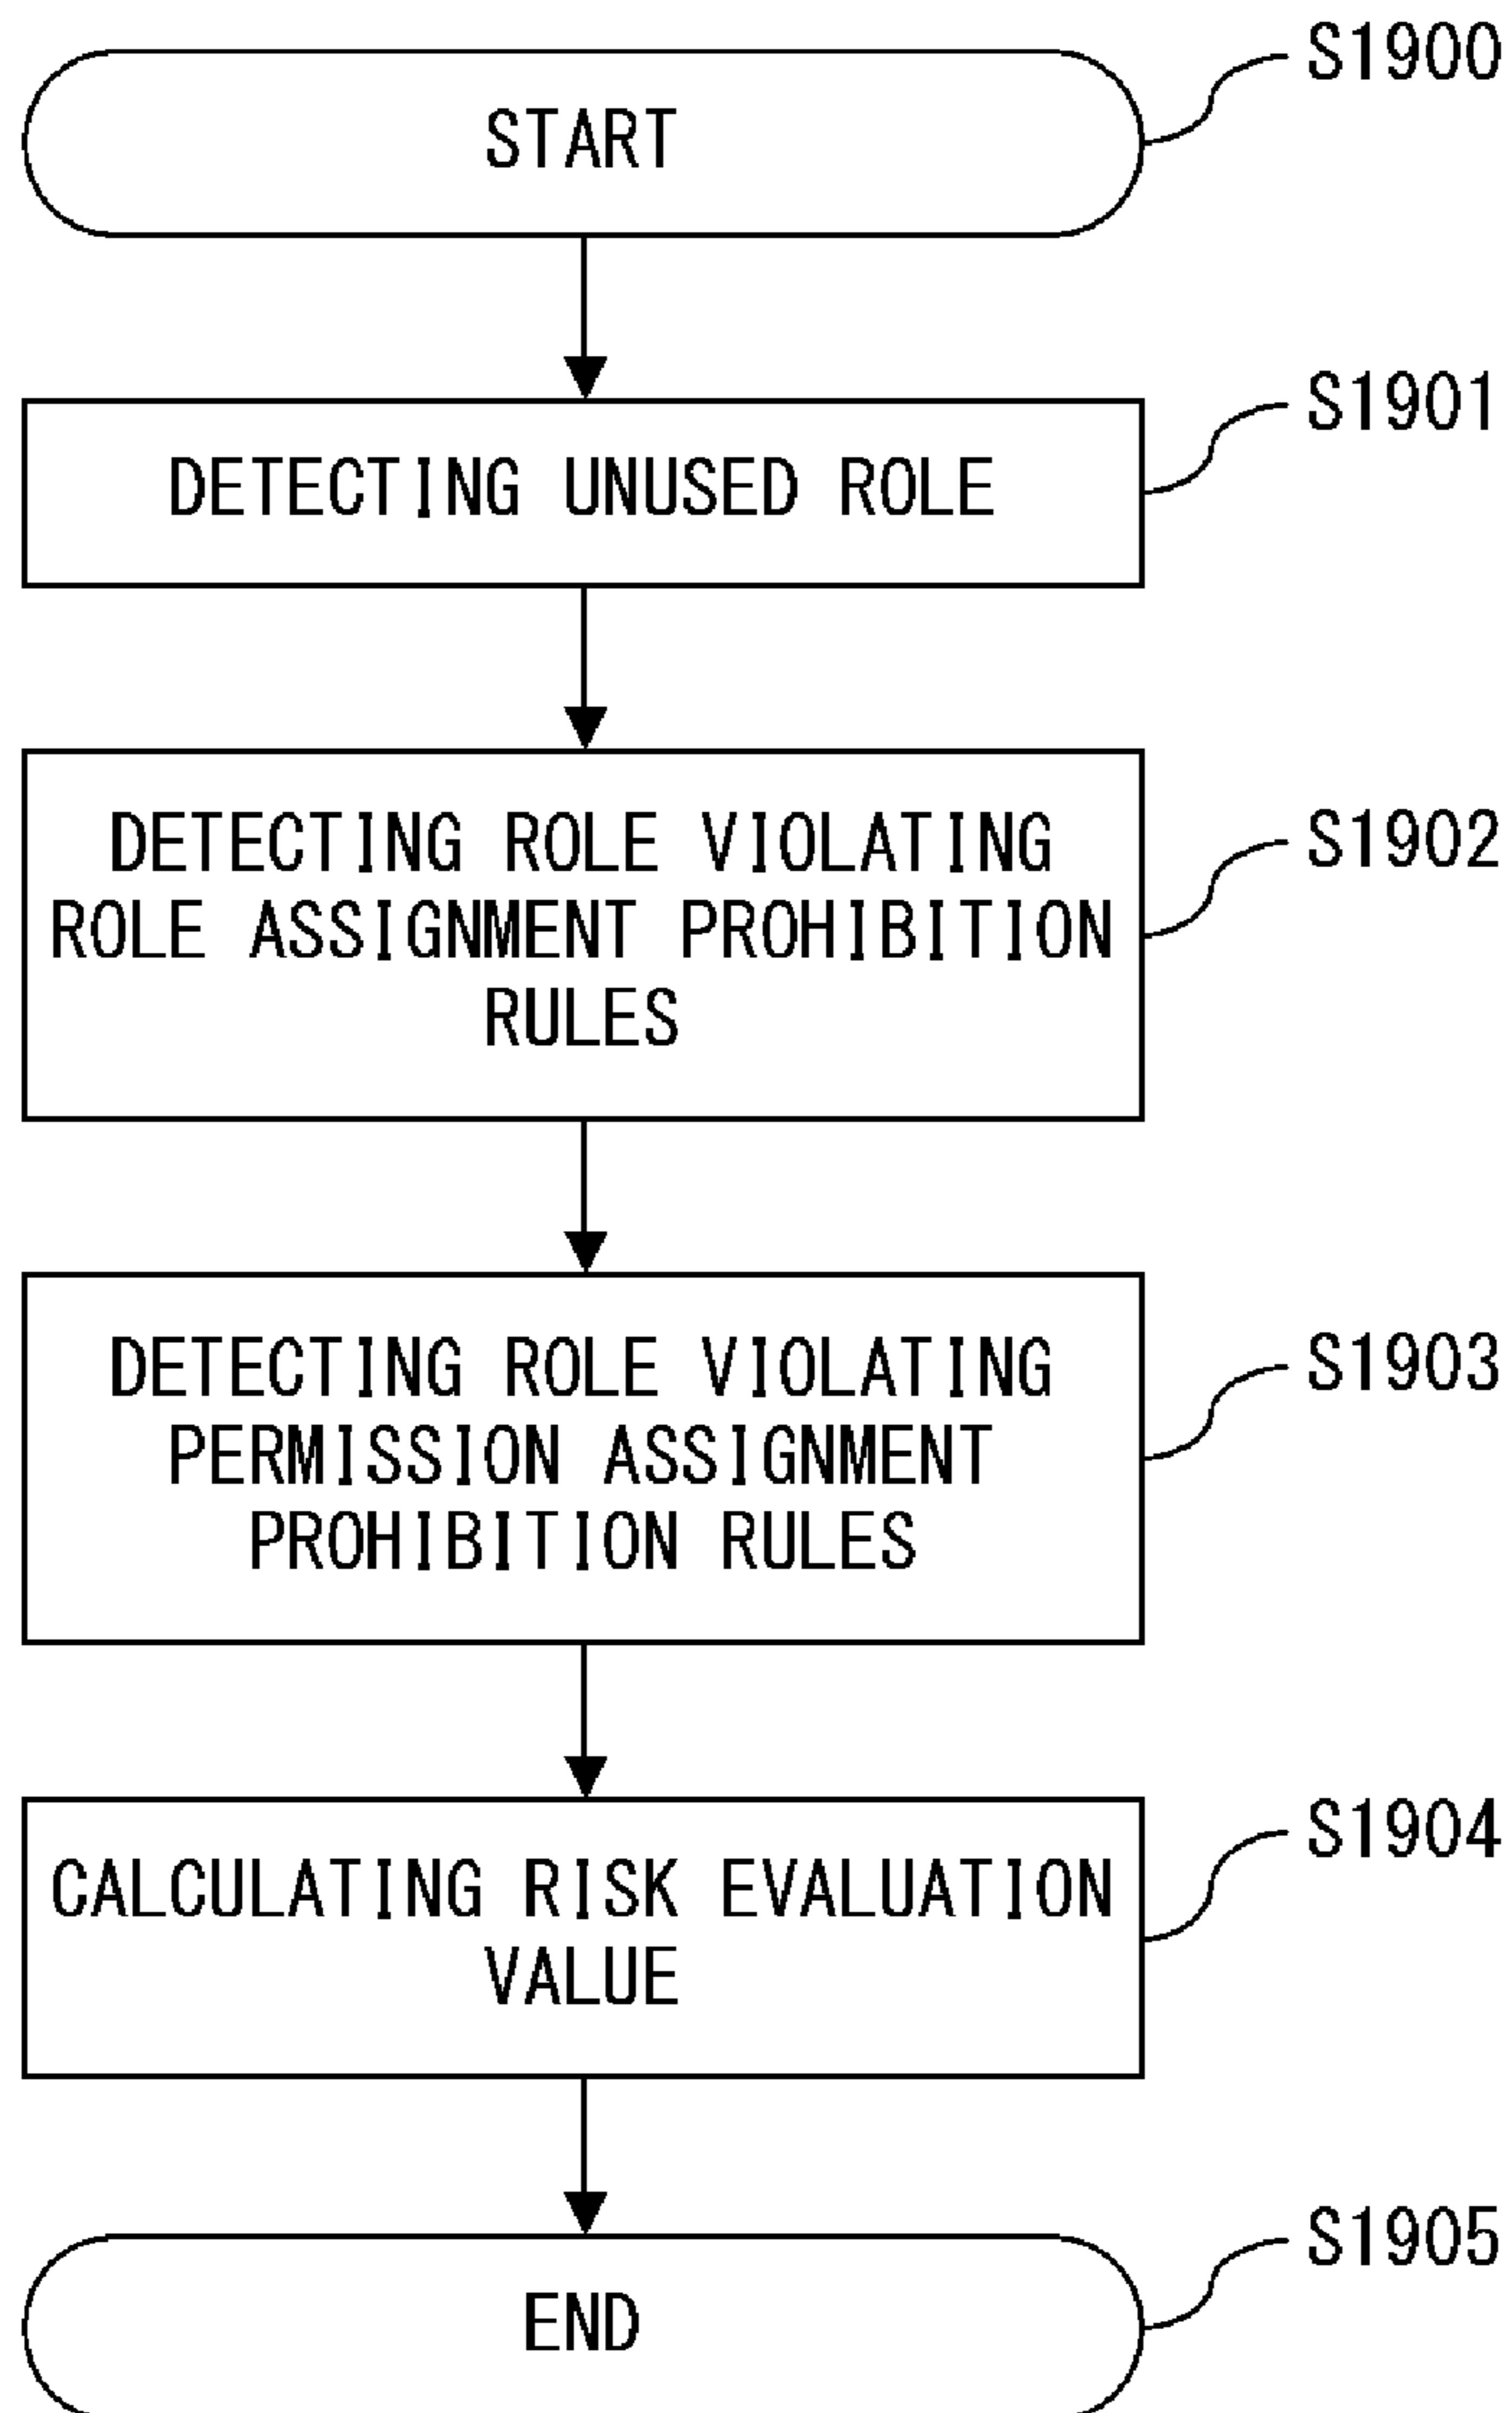 S1900
START
S1901
DETECTING UNUSED ROLE
S1902
DETECTING ROLE VIOLATING
ROLE ASSIGNMENT PROHIBITION
RULES
S1903
DETECTING ROLE VIOLATING
PERMISSION ASSIGNMENT
PROHIBITION RULES
S1904
CALCULATING RISK EVALUATION
VALUE
S1905
END